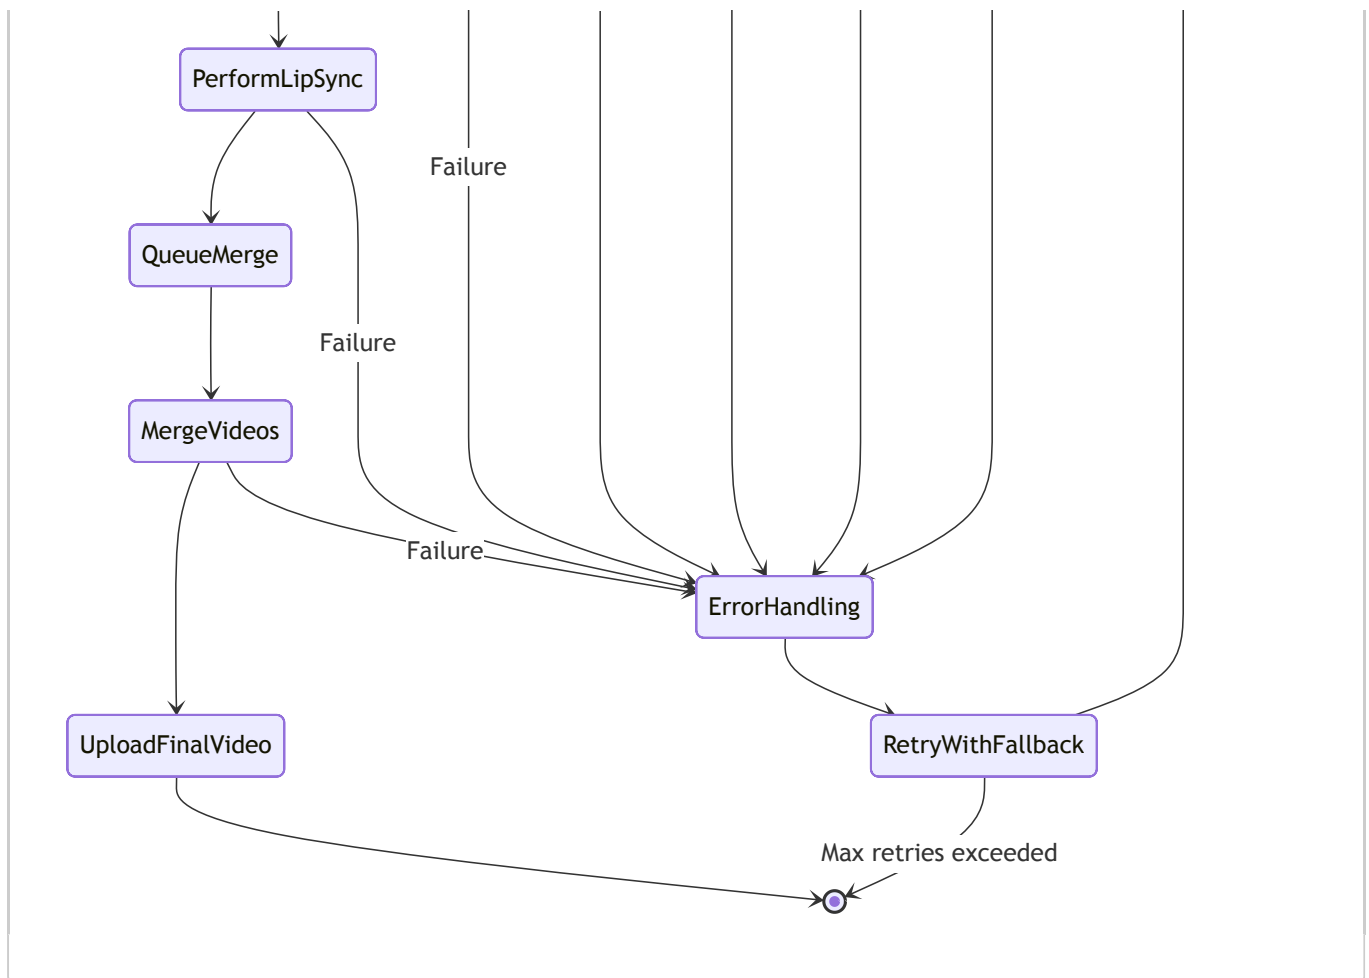 PerformLipSync
Failure
QueueMerge
Failure
MergeVideos
Failure
ErrorHandling
UploadFinalVideo
RetryWithFallback
Max retries exceeded